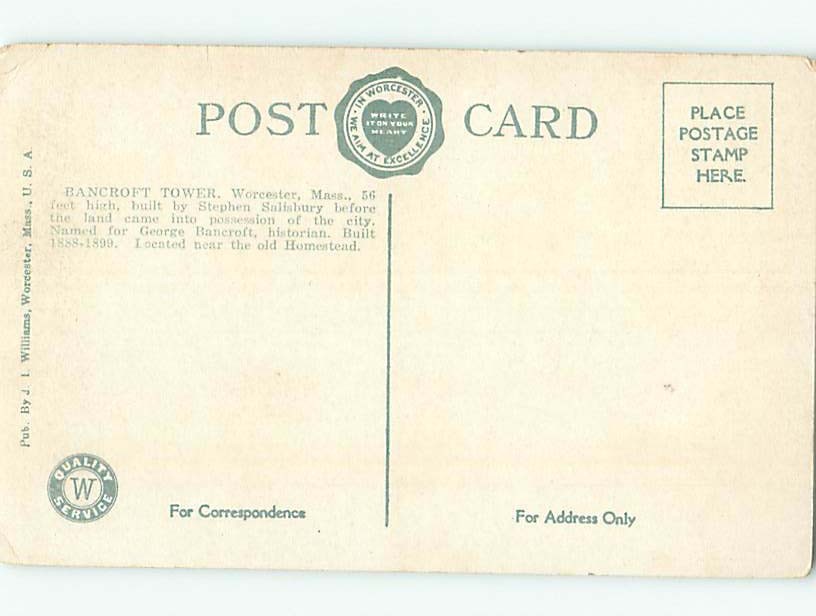 POST CARD
IN WORCESTER
WRITE
IT ON YOUR
HEART
WE AIM AT EXCELLENCE
PLACE
POSTAGE
STAMP
HERE.
BANCROFT TOWER. Worcester, Mass., 56
feet high, built by Stephen Salisbury before
the land came into possession of the city.
Named for George Bancroft, historian. Built
1888-1899. Located near the old Homestead.
Pub. By J. I. Williams, Worcester, Mass., U. S. A
QUALITY
W
SERVICE
For Correspondence
For Address Only